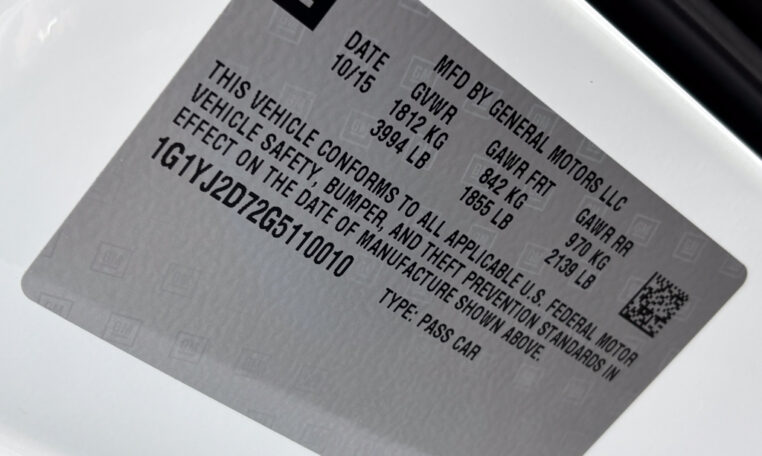 MFD BY GENERAL MOTORS LLC
DATE GVWR GAWR FRT GAWR RR
10/15 1812 KG 842 KG 970 KG
3994 LB 1855 LB 2139 LB
THIS VEHICLE CONFORMS TO ALL APPLICABLE U.S. FEDERAL MOTOR
VEHICLE SAFETY, BUMPER, AND THEFT PREVENTION STANDARDS IN
EFFECT ON THE DATE OF MANUFACTURE SHOWN ABOVE.
1G1YJ2D72G5110010
TYPE: PASS CAR